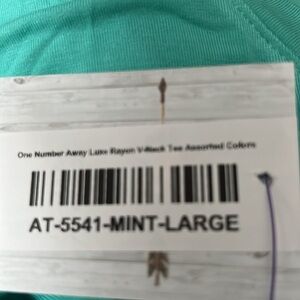 One Number Away Luxe Rayon V-Neck Tee Assorted Colors
AT-5541-MINT-LARGE